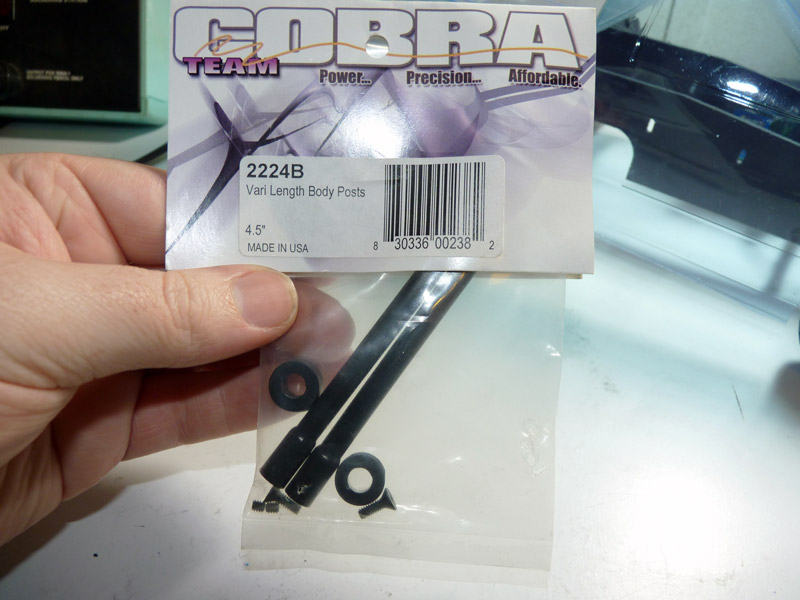 COBRA
TEAM
Power... Precision... Affordable.
2224B
Vari Length Body Posts
4.5"
MADE IN USA
8 30336 00238 2